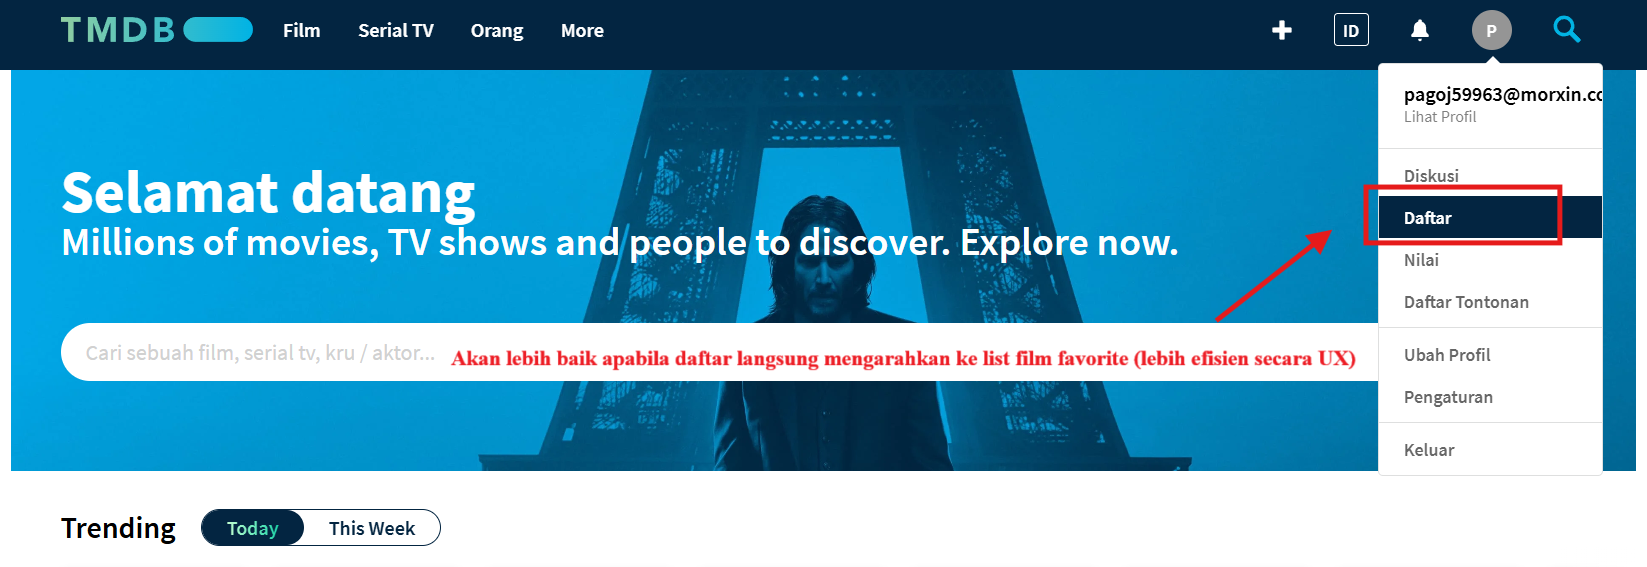 TMDB
Film
Serial TV
Orang
More
ID
P
pagoj59963@morxin.co
Lihat Profil
Selamat datang
Millions of movies, TV shows and people to discover. Explore now.
Cari sebuah film, serial tv, kru / aktor...
Akan lebih baik apabila daftar langsung mengarahkan ke list film favorite (lebih efisien secara UX)
Diskusi
Daftar
Nilai
Daftar Tontonan
Ubah Profil
Pengaturan
Keluar
Trending
Today
This Week